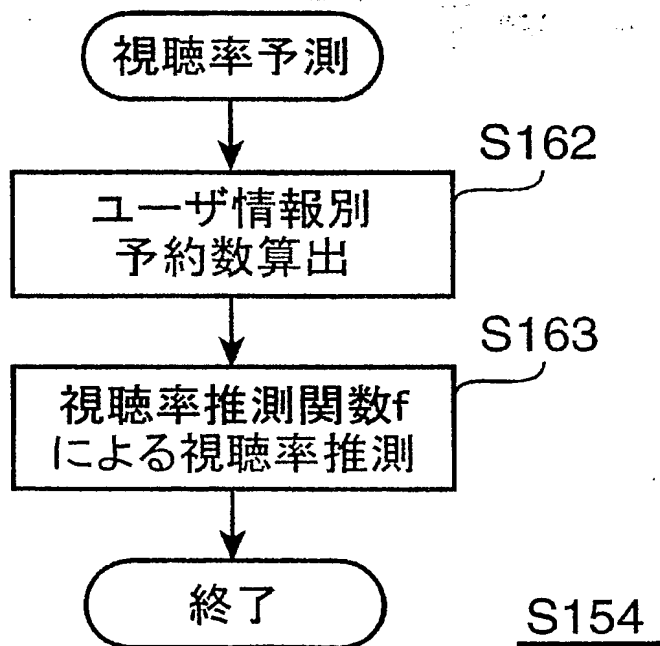 視聴率予測
S162
ユーザ情報別
予約数算出
S163
視聴率推測関数f
による視聴率推測
終了
S154